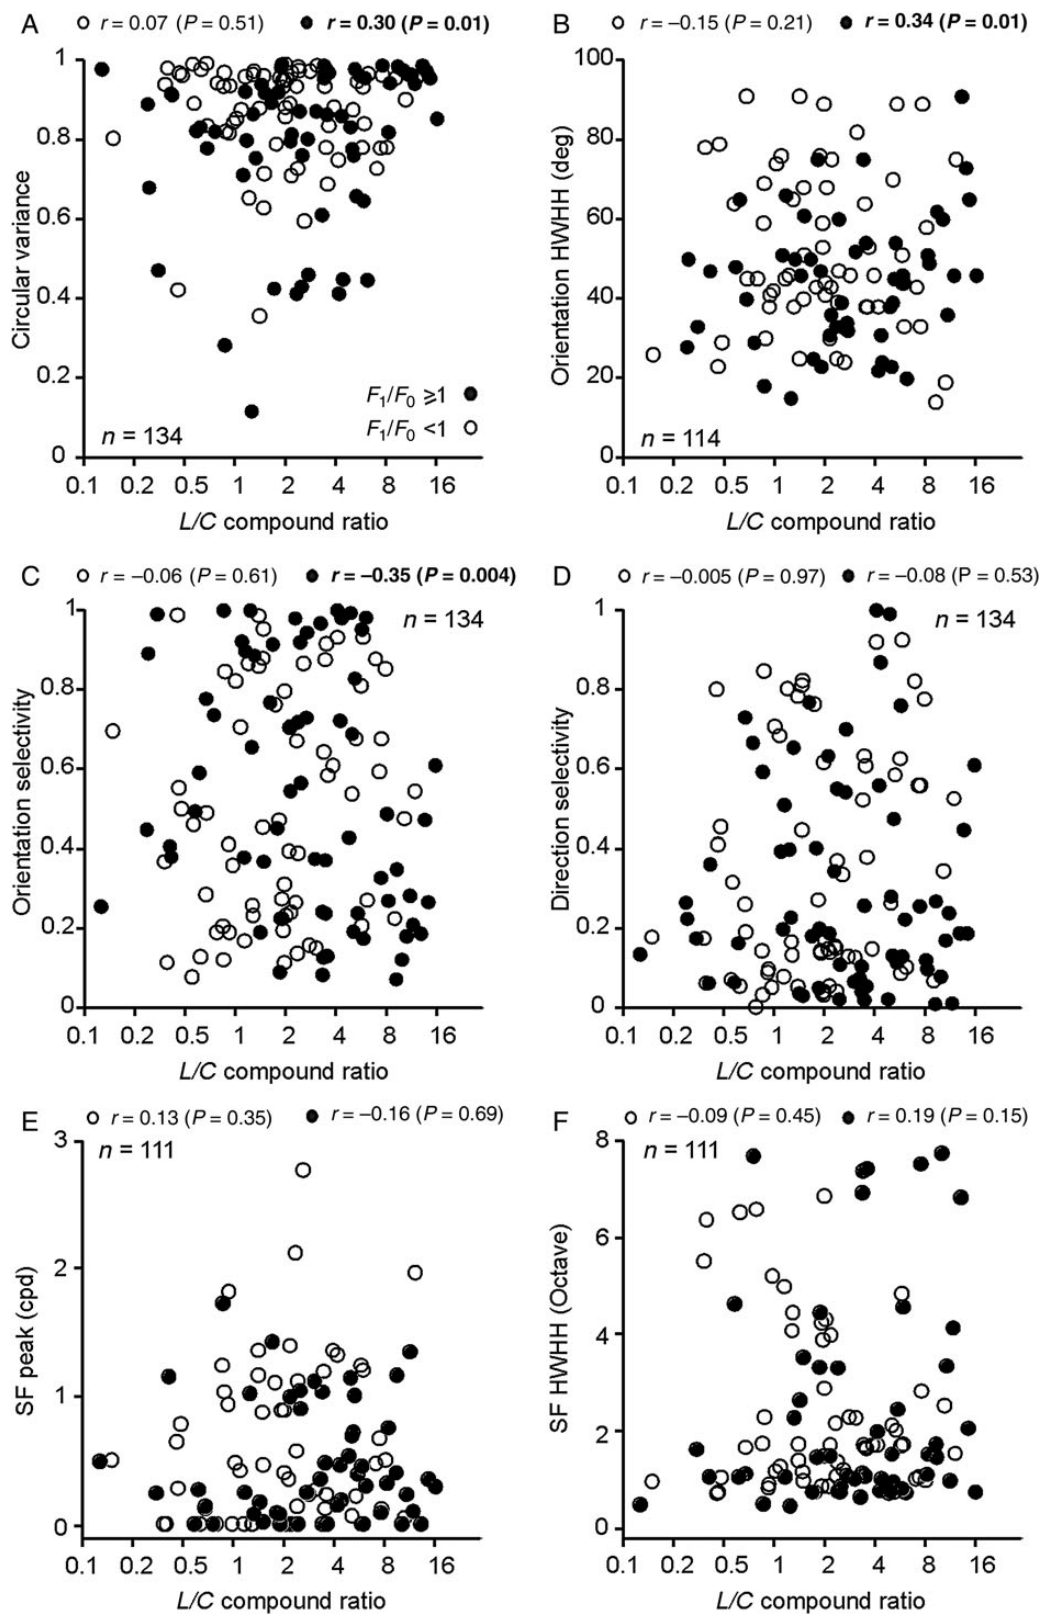 A r = 0.07 (P = 0.51) r = 0.30 (P = 0.01)
1
0.8
0.6
0.4
0.2
0
Circular variance
F1/F0 ⩾1
F1/F0 <1
n = 134
0.1 0.2 0.5 1 2 4 8 16
L/C compound ratio
B r = –0.15 (P = 0.21) r = 0.34 (P = 0.01)
100
80
60
40
20
0
Orientation HWHH (deg)
n = 114
0.1 0.2 0.5 1 2 4 8 16
L/C compound ratio
C r = –0.06 (P = 0.61) r = –0.35 (P = 0.004)
n = 134
1
0.8
0.6
0.4
0.2
0
Orientation selectivity
0.1 0.2 0.5 1 2 4 8 16
L/C compound ratio
D r = –0.005 (P = 0.97) r = –0.08 (P = 0.53)
n = 134
1
0.8
0.6
0.4
0.2
0
Direction selectivity
0.1 0.2 0.5 1 2 4 8 16
L/C compound ratio
E r = 0.13 (P = 0.35) r = –0.16 (P = 0.69)
n = 111
3
2
1
0
SF peak (cpd)
0.1 0.2 0.5 1 2 4 8 16
L/C compound ratio
F r = –0.09 (P = 0.45) r = 0.19 (P = 0.15)
n = 111
8
6
4
2
0
SF HWHH (Octave)
0.1 0.2 0.5 1 2 4 8 16
L/C compound ratio